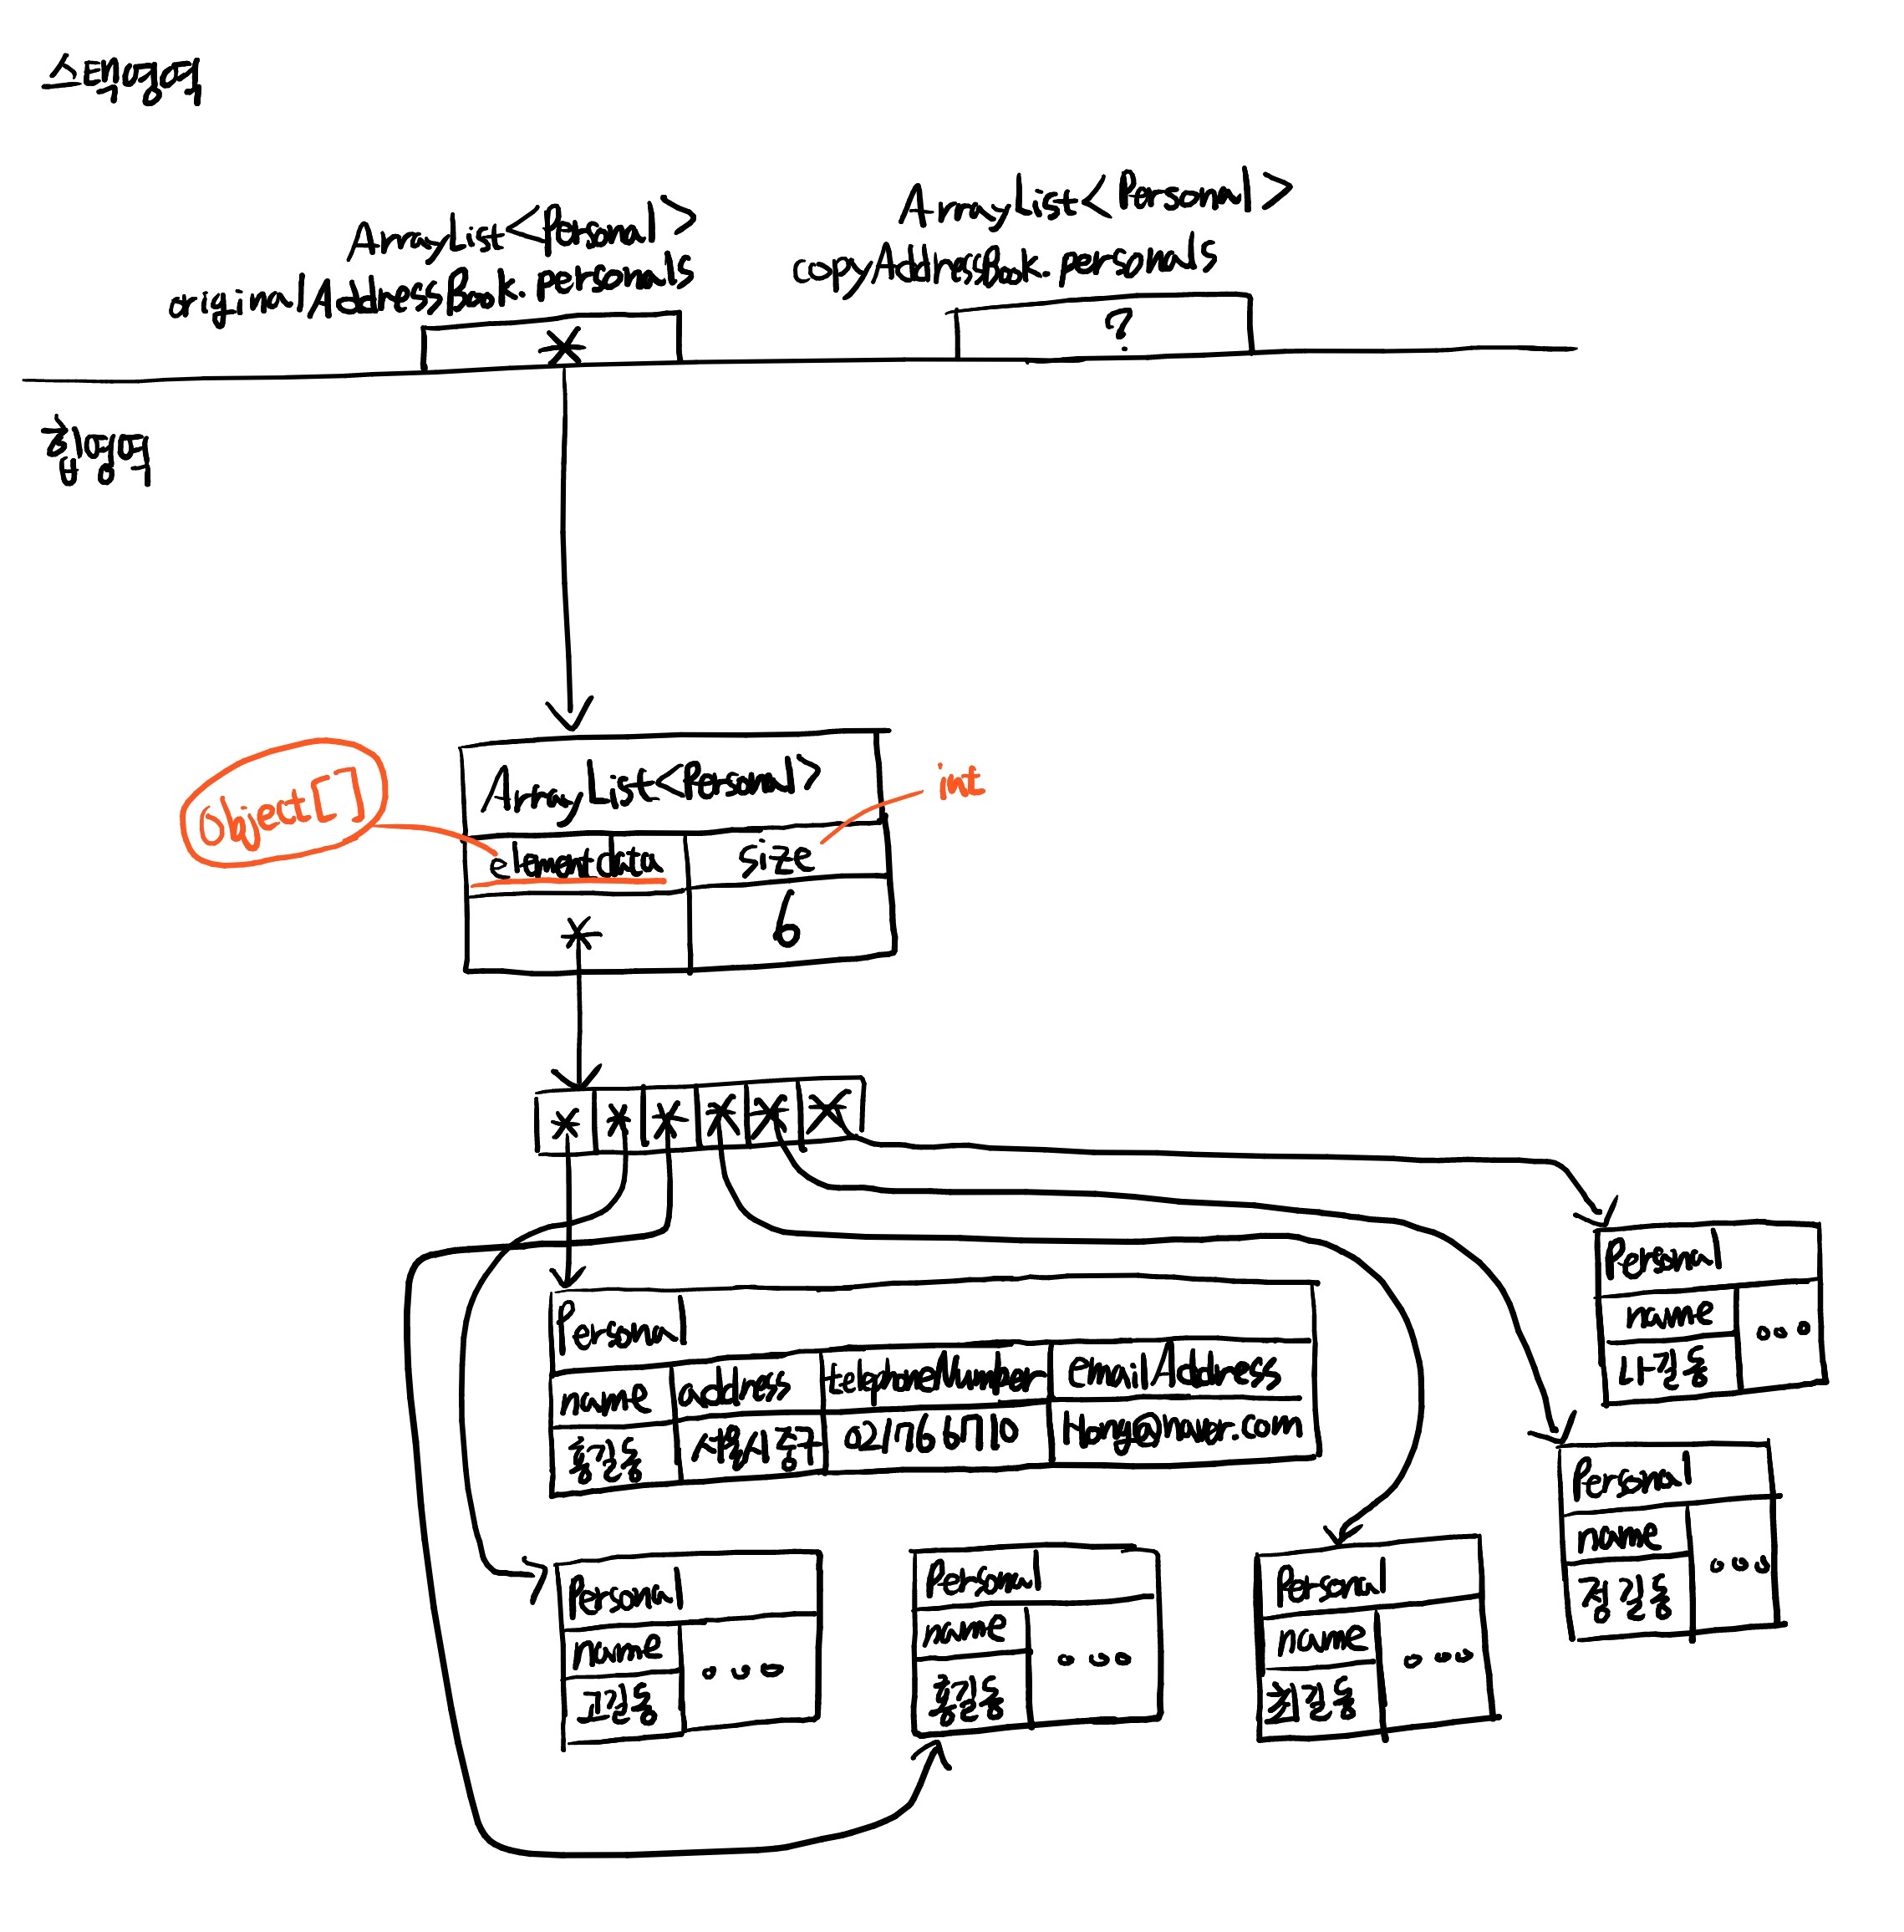 스택영역
ArrayList<Personal>
originalAddressBook.personals
*
ArrayList<Personal>
copyAddressBook.personals
?
힙영역
Object[]
int
ArrayList<Personal>
elementdata size
* 6
* * * * * *
Personal
name address telephoneNumber emailAddress
홍길동 서울시중구 027666710 Hong@naver.com
Personal
name
나길동
Personal
name
정길동
Personal
name
고길동
Personal
name
홍길동
Personal
name
최길동